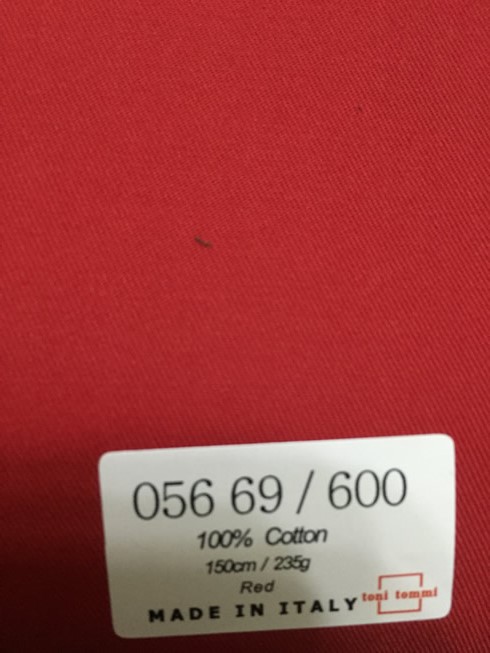 056 69 / 600
100% Cotton
150cm / 235g
Red
MADE IN ITALY
toni tommi